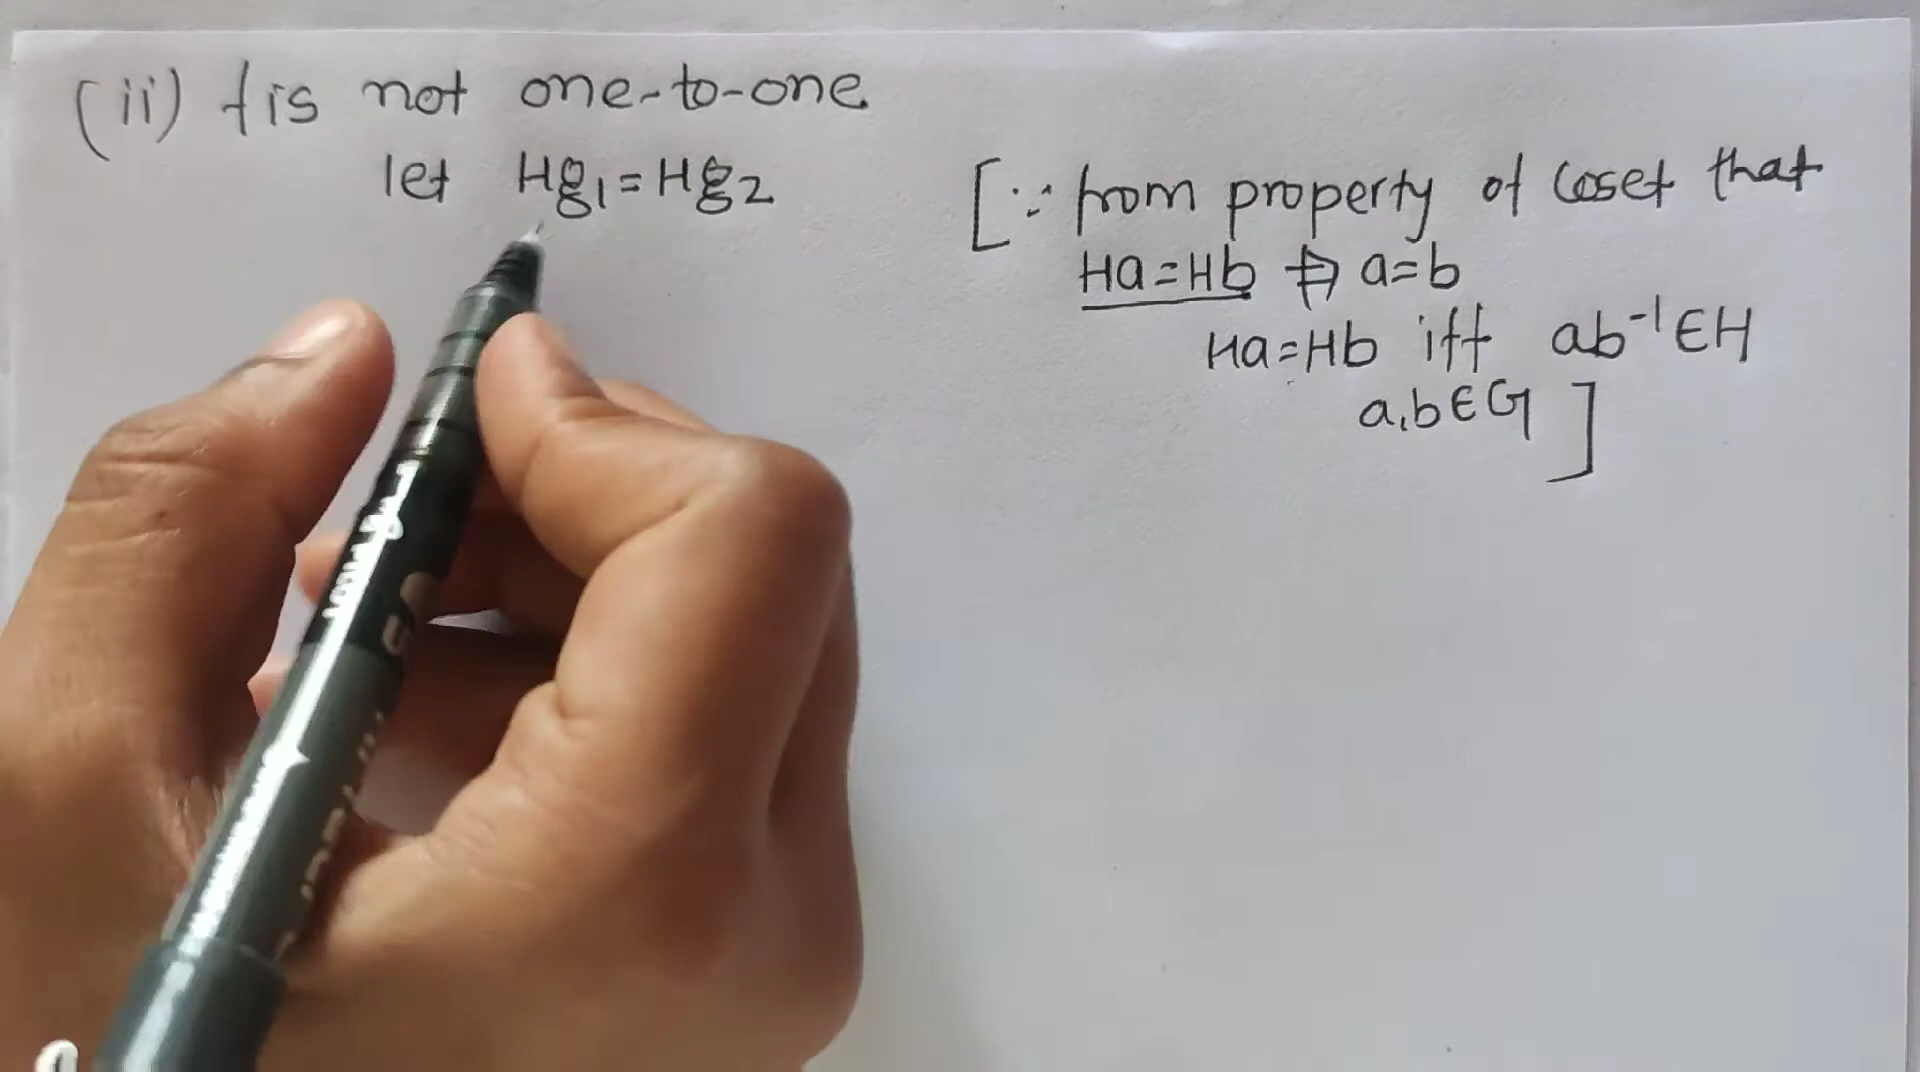 (ii) f is not one-to-one
let Hg₁ = Hg₂
[∵ from property of coset that
Ha = Hb ⇏ a = b
Ha = Hb iff ab⁻¹ ∈ H
a, b ∈ G ]